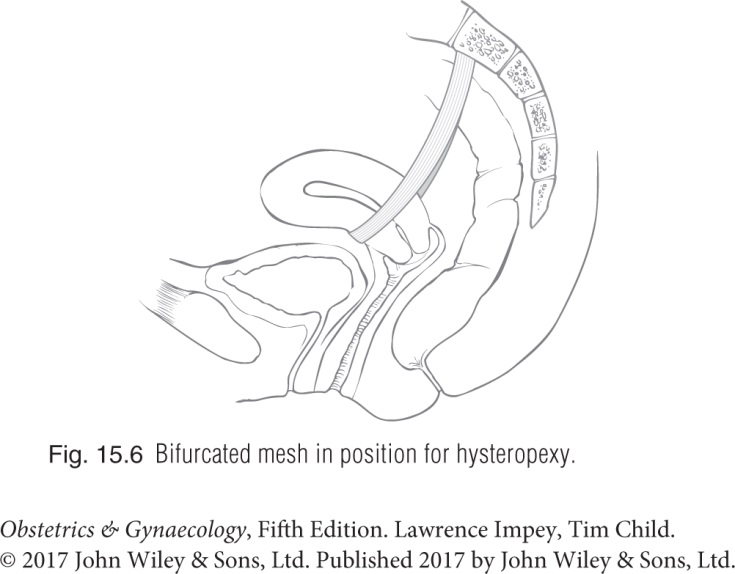 Fig. 15.6 Bifurcated mesh in position for hysteropexy.
Obstetrics & Gynaecology, Fifth Edition. Lawrence Impey, Tim Child.
© 2017 John Wiley & Sons, Ltd. Published 2017 by John Wiley & Sons, Ltd.